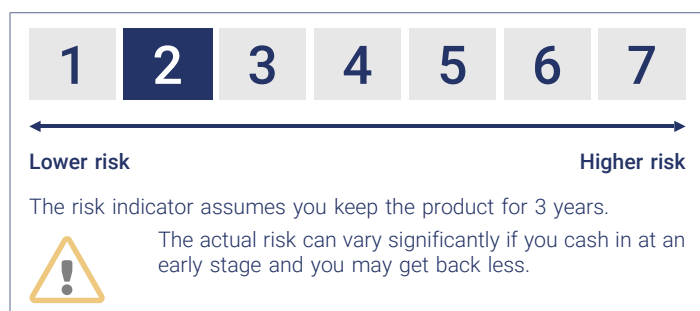 1 2 3 4 5 6 7
Lower risk Higher risk
The risk indicator assumes you keep the product for 3 years.
The actual risk can vary significantly if you cash in at an
early stage and you may get back less.